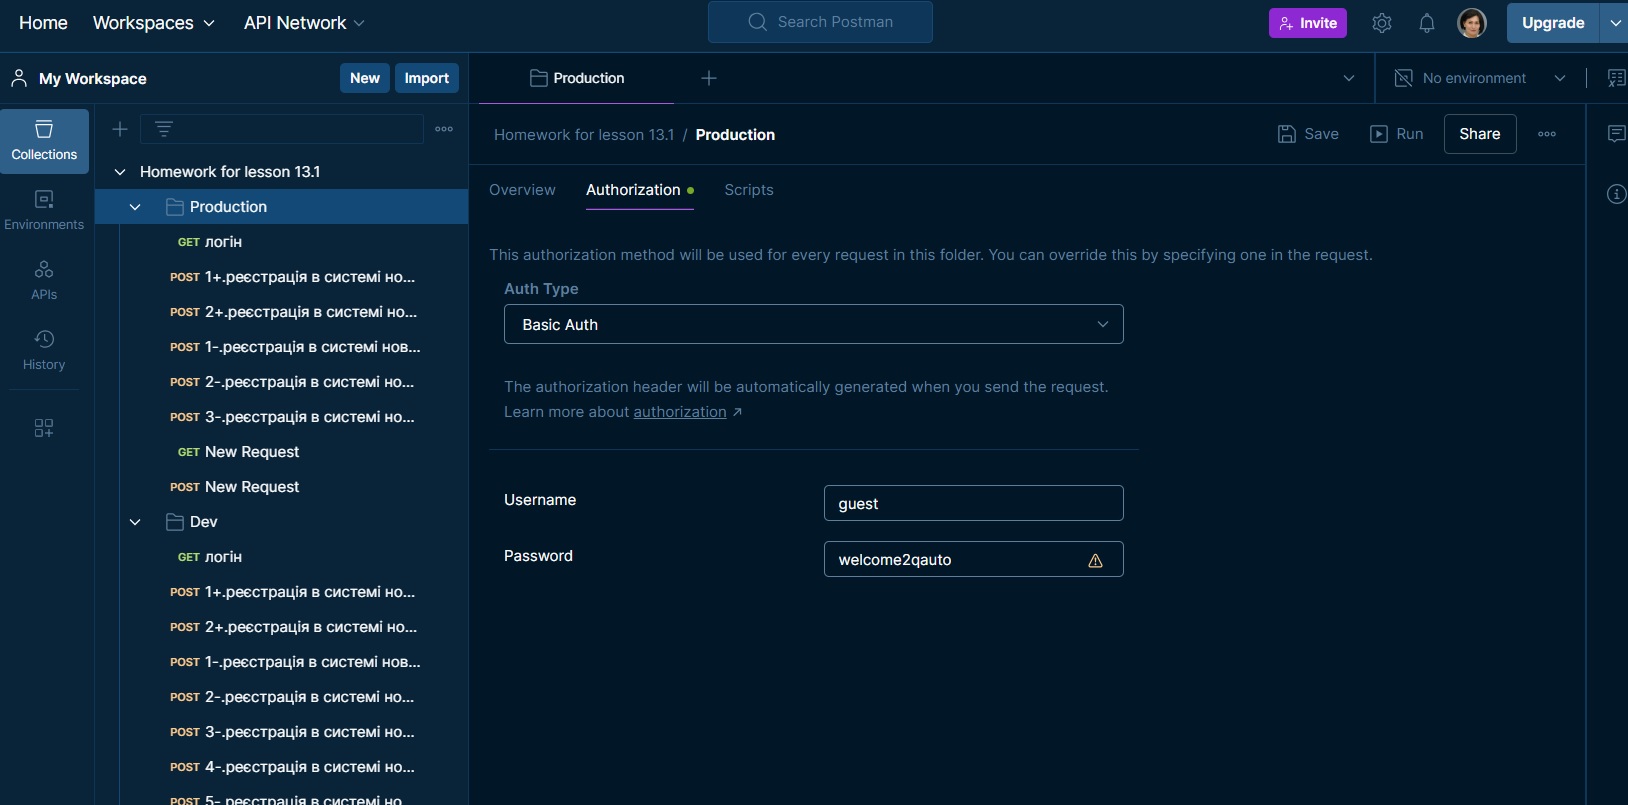 Home Workspaces API Network Search Postman Invite Upgrade
My Workspace New Import
Production No environment
Collections
Environments
APIs
History
Homework for lesson 13.1
Production
GET логін
POST 1+.реєстрація в системі но...
POST 2+.реєстрація в системі но...
POST 1-.реєстрація в системі нов...
POST 2-.реєстрація в системі но...
POST 3-.реєстрація в системі но...
GET New Request
POST New Request
Dev
GET логін
POST 1+.реєстрація в системі но...
POST 2+.реєстрація в системі но...
POST 1-.реєстрація в системі нов...
POST 2-.реєстрація в системі но...
POST 3-.реєстрація в системі но...
POST 4-.реєстрація в системі но...
POST 5-.реєстрація в системі но
Homework for lesson 13.1 / Production Save Run Share
Overview Authorization Scripts
This authorization method will be used for every request in this folder. You can override this by specifying one in the request.
Auth Type
Basic Auth
The authorization header will be automatically generated when you send the request.
Learn more about authorization ↗
Username guest
Password welcome2qauto